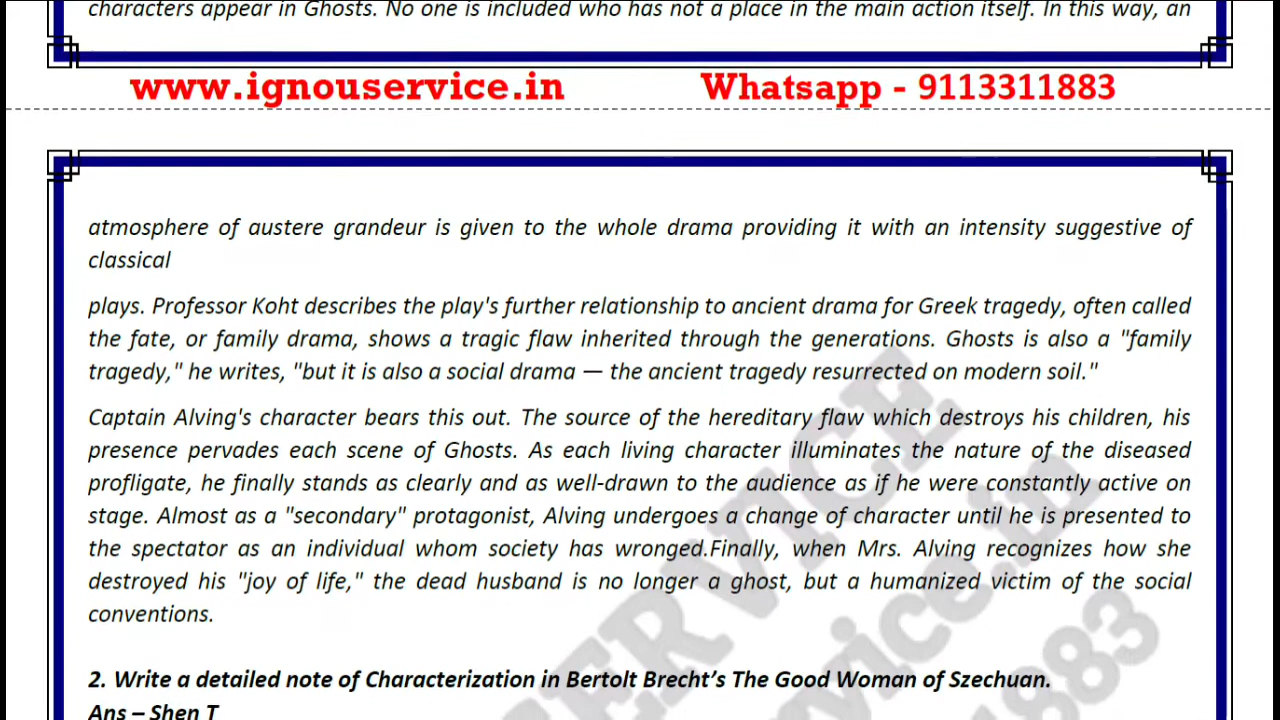 characters appear in Ghosts. No one is included who has not a place in the main action itself. In this way, an
www.ignouservice.in Whatsapp - 9113311883
atmosphere of austere grandeur is given to the whole drama providing it with an intensity suggestive of
classical
plays. Professor Koht describes the play's further relationship to ancient drama for Greek tragedy, often called
the fate, or family drama, shows a tragic flaw inherited through the generations. Ghosts is also a "family
tragedy," he writes, "but it is also a social drama — the ancient tragedy resurrected on modern soil."
Captain Alving's character bears this out. The source of the hereditary flaw which destroys his children, his
presence pervades each scene of Ghosts. As each living character illuminates the nature of the diseased
profligate, he finally stands as clearly and as well-drawn to the audience as if he were constantly active on
stage. Almost as a "secondary" protagonist, Alving undergoes a change of character until he is presented to
the spectator as an individual whom society has wronged.Finally, when Mrs. Alving recognizes how she
destroyed his "joy of life," the dead husband is no longer a ghost, but a humanized victim of the social
conventions.
2. Write a detailed note of Characterization in Bertolt Brecht’s The Good Woman of Szechuan.
Ans – Shen T
SERVICE
vice.in
1883